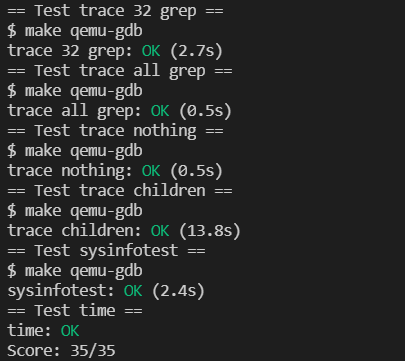 == Test trace 32 grep ==
$ make qemu-gdb
trace 32 grep: OK (2.7s)
== Test trace all grep ==
$ make qemu-gdb
trace all grep: OK (0.5s)
== Test trace nothing ==
$ make qemu-gdb
trace nothing: OK (0.5s)
== Test trace children ==
$ make qemu-gdb
trace children: OK (13.8s)
== Test sysinfotest ==
$ make qemu-gdb
sysinfotest: OK (2.4s)
== Test time ==
time: OK
Score: 35/35